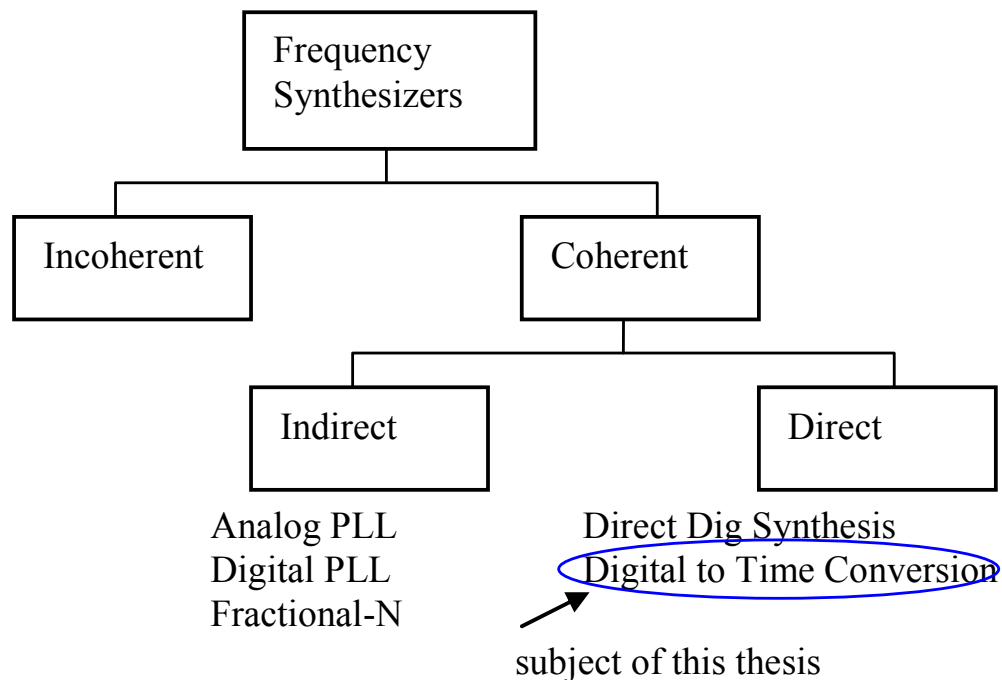 Frequency
Synthesizers
Incoherent
Coherent
Indirect
Direct
Analog PLL
Digital PLL
Fractional-N
Direct Dig Synthesis
Digital to Time Conversion
subject of this thesis